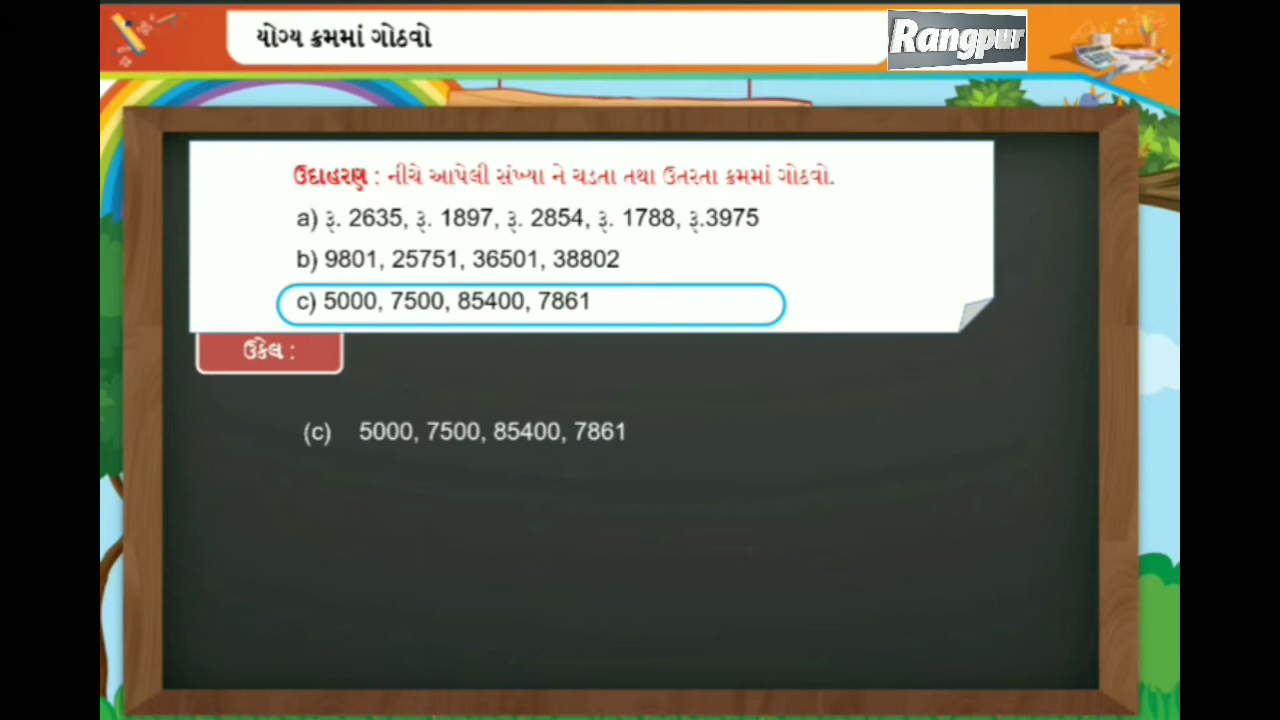 યોગ્ય ક્રમમાં ગોઠવો
Rangpur
ઉદાહરણ : નીચે આપેલી સંખ્યા ને ચડતા તથા ઉતરતા ક્રમમાં ગોઠવો.
a) રૂ. 2635, રૂ. 1897, રૂ. 2854, રૂ. 1788, રૂ.3975
b) 9801, 25751, 36501, 38802
c) 5000, 7500, 85400, 7861
ઉકેલ :
(c) 5000, 7500, 85400, 7861